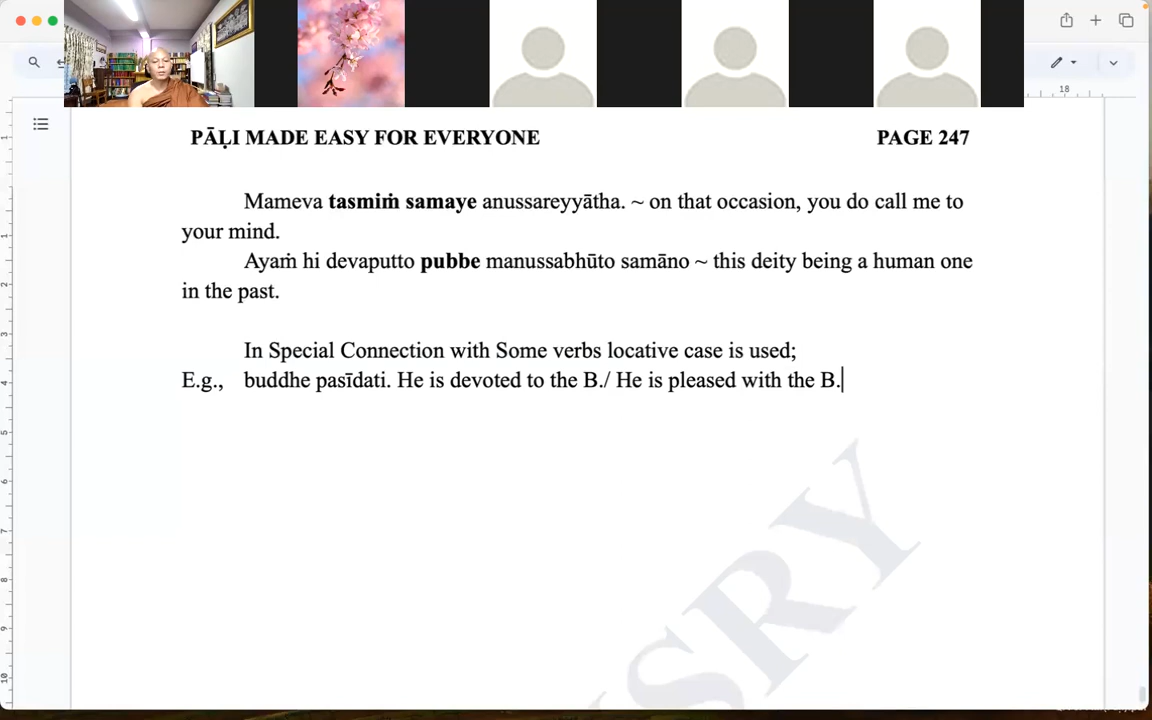 18
PĀḶI MADE EASY FOR EVERYONE PAGE 247
Mameva tasmiṁ samaye anussareyyātha. ~ on that occasion, you do call me to
your mind.
Ayaṁ hi devaputto pubbe manussabhūto samāno ~ this deity being a human one
in the past.
In Special Connection with Some verbs locative case is used;
E.g., buddhe pasīdati. He is devoted to the B./ He is pleased with the B.
SRY